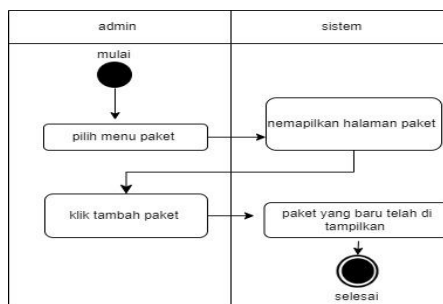 admin
sistem
mulai
pilih menu paket
nemapilkan halaman paket
klik tambah paket
paket yang baru telah di
tampilkan
selesai